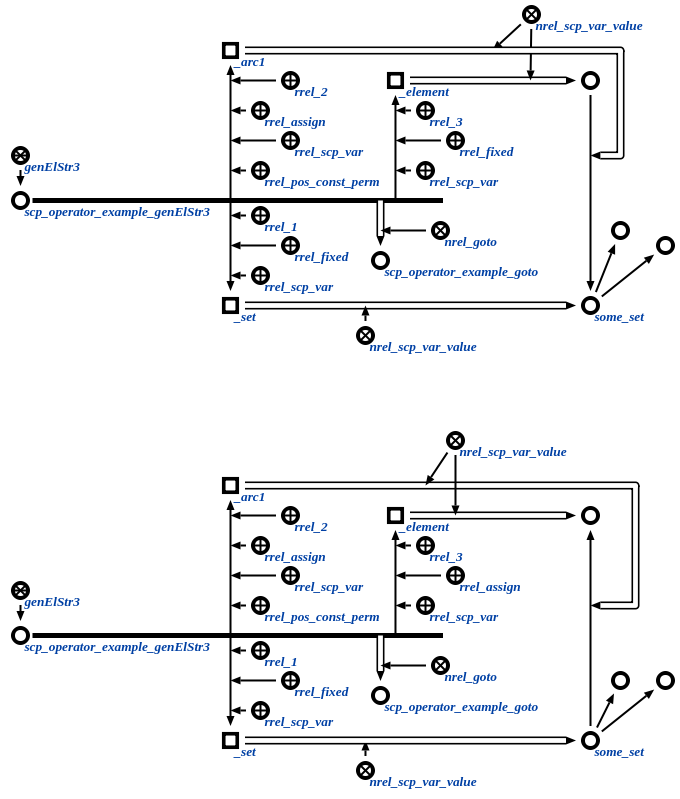 nrel_scp_var_value
_arc1
rrel_2
_element
rrel_assign
rrel_3
rrel_scp_var
rrel_fixed
genElStr3
rrel_pos_const_perm
rrel_scp_var
scp_operator_example_genElStr3
rrel_1
nrel_goto
rrel_fixed
scp_operator_example_goto
rrel_scp_var
_set
some_set
nrel_scp_var_value
nrel_scp_var_value
_arc1
rrel_2
_element
rrel_assign
rrel_3
rrel_scp_var
rrel_assign
genElStr3
rrel_pos_const_perm
rrel_scp_var
scp_operator_example_genElStr3
rrel_1
nrel_goto
rrel_fixed
scp_operator_example_goto
rrel_scp_var
_set
some_set
nrel_scp_var_value